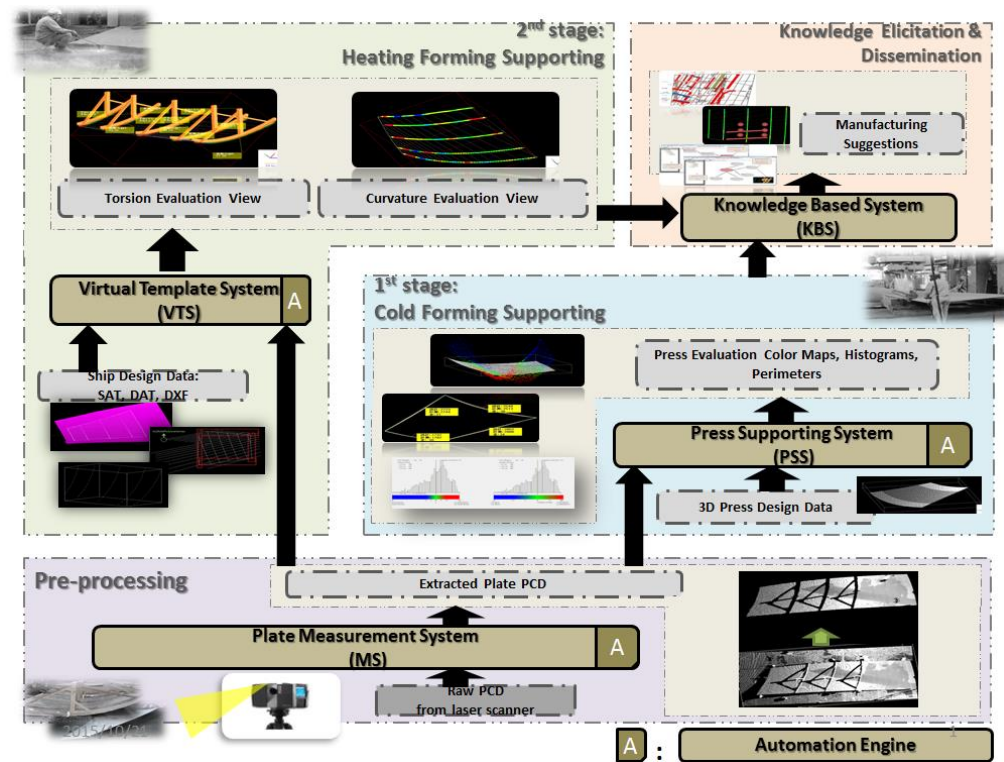 2nd stage:
Heating Forming Supporting
Torsion Evaluation View
Curvature Evaluation View
Virtual Template System
(VTS)
A
Ship Design Data:
SAT, DAT, DXF
Knowledge Elicitation &
Dissemination
Manufacturing
Suggestions
Knowledge Based System
(KBS)
1st stage:
Cold Forming Supporting
Press Evaluation Color Maps, Histograms,
Perimeters
Press Supporting System
(PSS)
A
3D Press Design Data
Pre-processing
Extracted Plate PCD
Plate Measurement System
(MS)
A
Raw PCD
from laser scanner
2015/10/21
1
A : Automation Engine